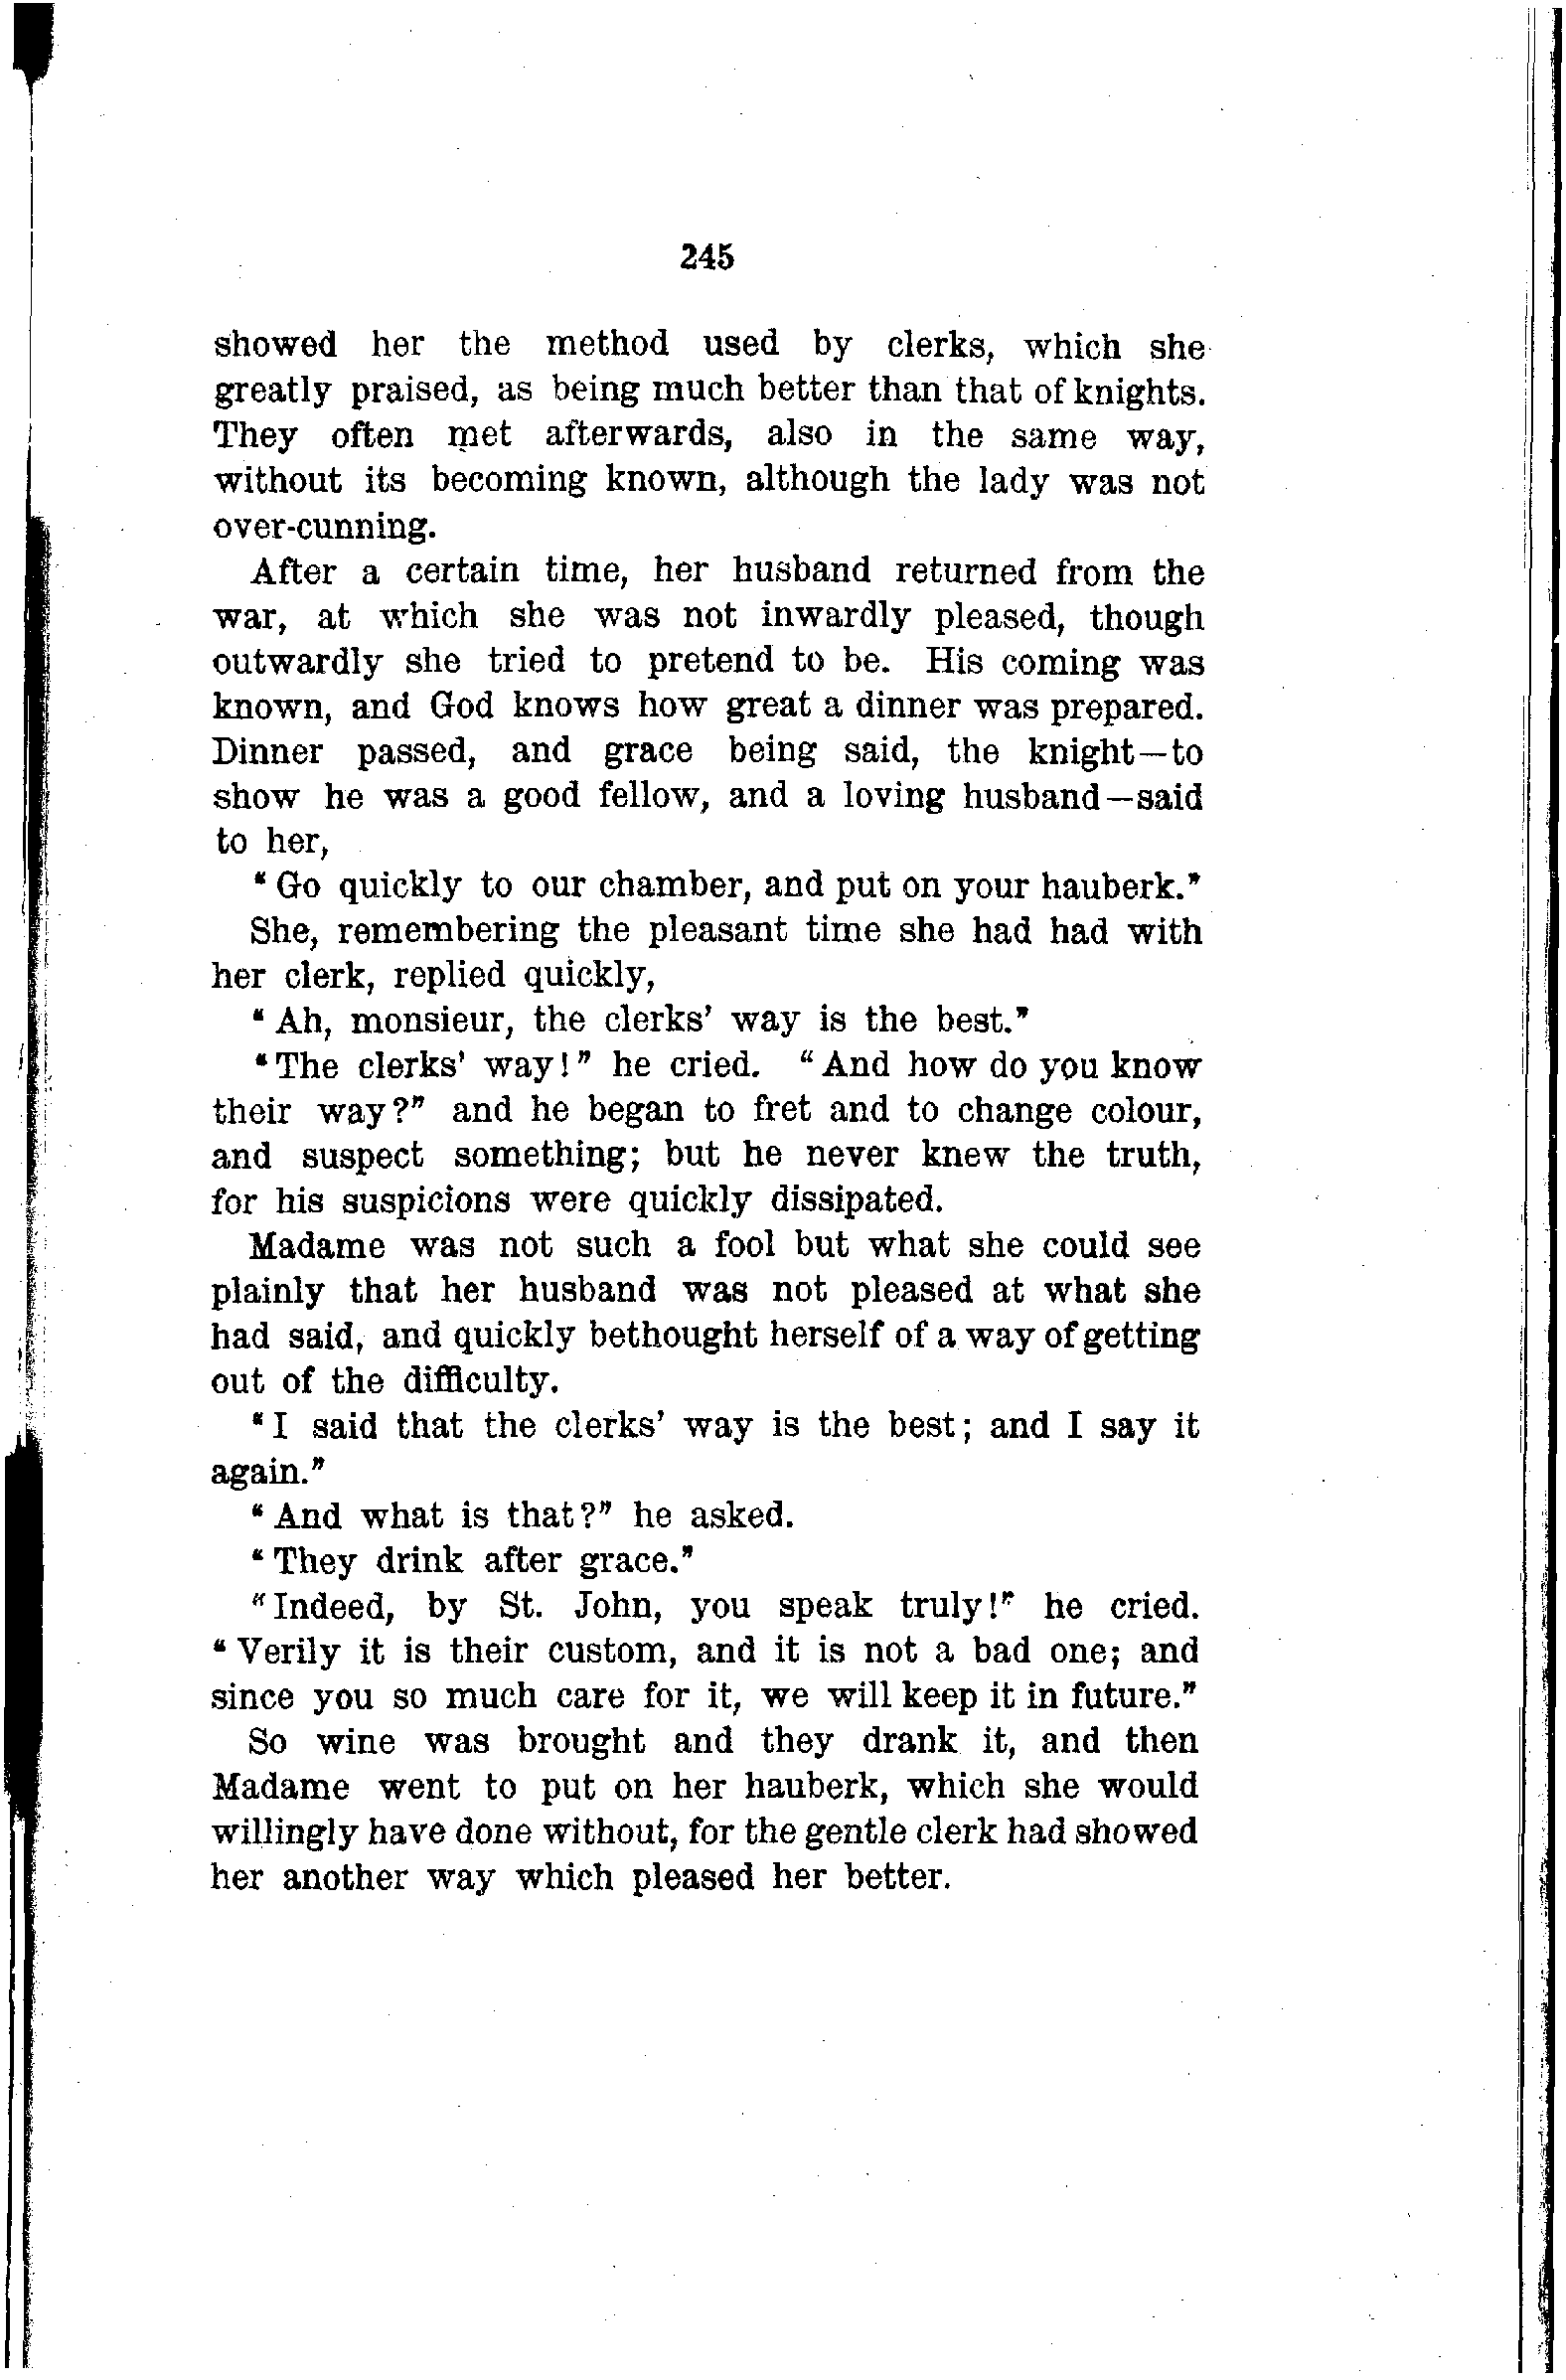 245
showed her the method used by clerks, which she
greatly praised, as being much better than that of knights.
They often met afterwards, also in the same way,
without its becoming known, although the lady was not
over-cunning.
After a certain time, her husband returned from the
war, at which she was not inwardly pleased, though
outwardly she tried to pretend to be. His coming was
known, and God knows how great a dinner was prepared.
Dinner passed, and grace being said, the knight—to
show he was a good fellow, and a loving husband—said
to her,
“Go quickly to our chamber, and put on your hauberk.”
She, remembering the pleasant time she had had with
her clerk, replied quickly,
“Ah, monsieur, the clerks’ way is the best.”
“The clerks’ way!” he cried. “And how do you know
their way?” and he began to fret and to change colour,
and suspect something; but he never knew the truth,
for his suspicions were quickly dissipated.
Madame was not such a fool but what she could see
plainly that her husband was not pleased at what she
had said, and quickly bethought herself of a way of getting
out of the difficulty.
“I said that the clerks’ way is the best; and I say it
again.”
“And what is that?” he asked.
“They drink after grace.”
“Indeed, by St. John, you speak truly!” he cried.
“Verily it is their custom, and it is not a bad one; and
since you so much care for it, we will keep it in future.”
So wine was brought and they drank it, and then
Madame went to put on her hauberk, which she would
willingly have done without, for the gentle clerk had showed
her another way which pleased her better.